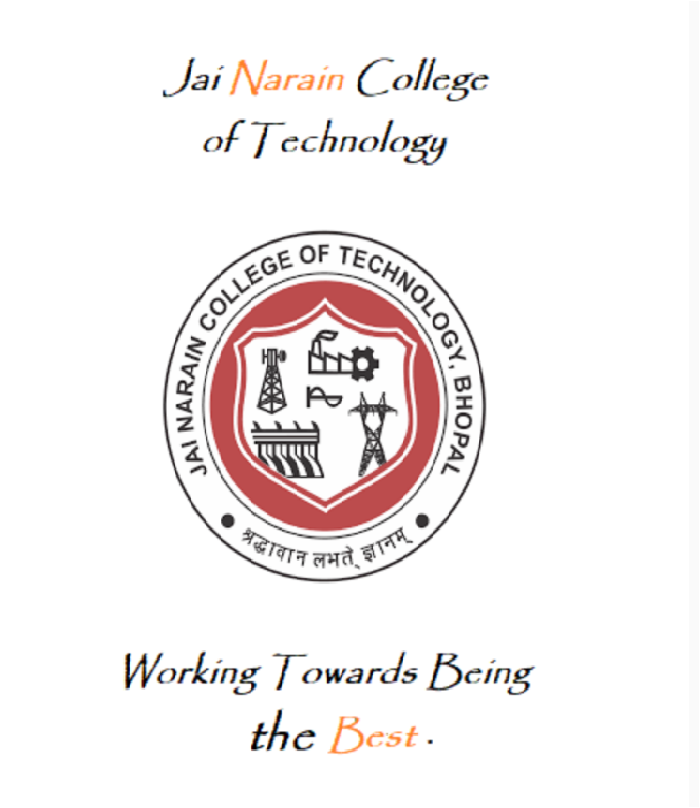 Jai Narain College
of Technology
JAI NARAIN COLLEGE OF TECHNOLOGY, BHOPAL
श्रद्धावान लभते् ज्ञानम्
Working Towards Being
the Best .